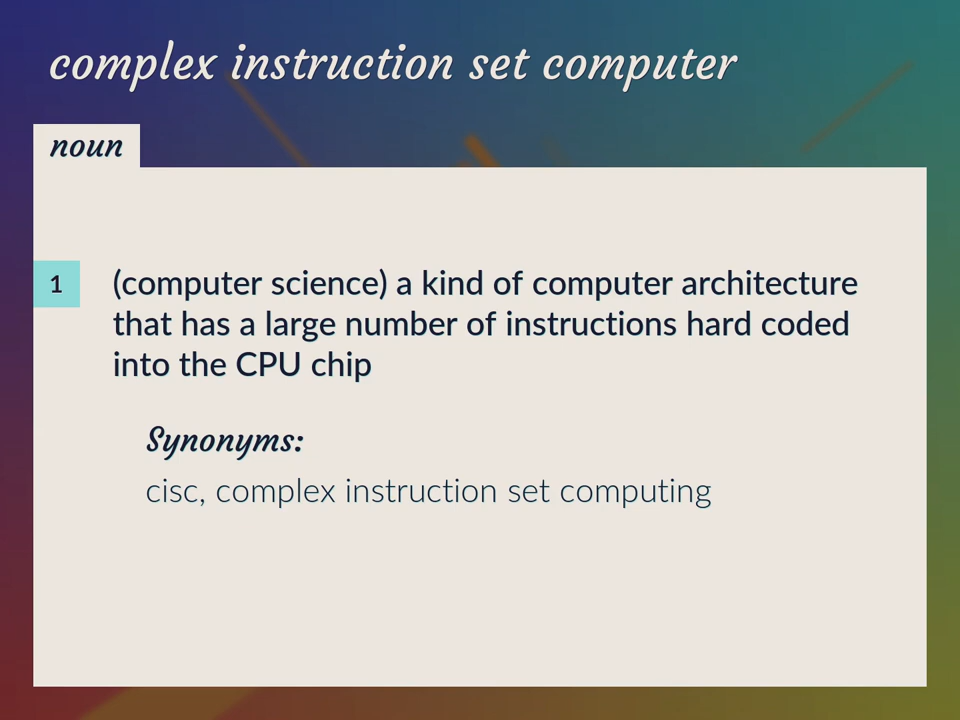 complex instruction set computer
noun
1
(computer science) a kind of computer architecture
that has a large number of instructions hard coded
into the CPU chip
Synonyms:
cisc, complex instruction set computing